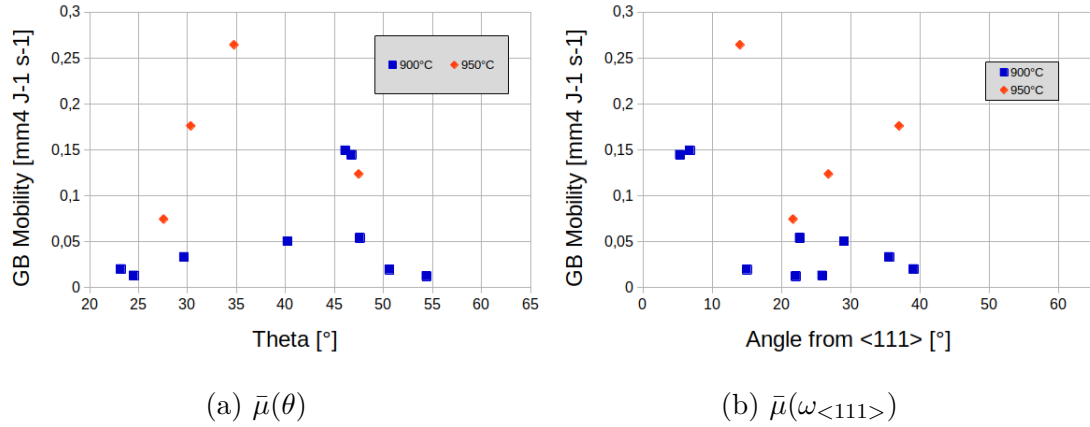 0,3
0,25
0,2
0,15
0,1
0,05
0
GB Mobility [mm4 J-1 s-1]
900°C 950°C
20 25 30 35 40 45 50 55 60 65
Theta [°]
(a) μ̄(θ)
0,3
0,25
0,2
0,15
0,1
0,05
0
GB Mobility [mm4 J-1 s-1]
900°C
950°C
0 10 20 30 40 50 60
Angle from <111> [°]
(b) μ̄(ω<111>)